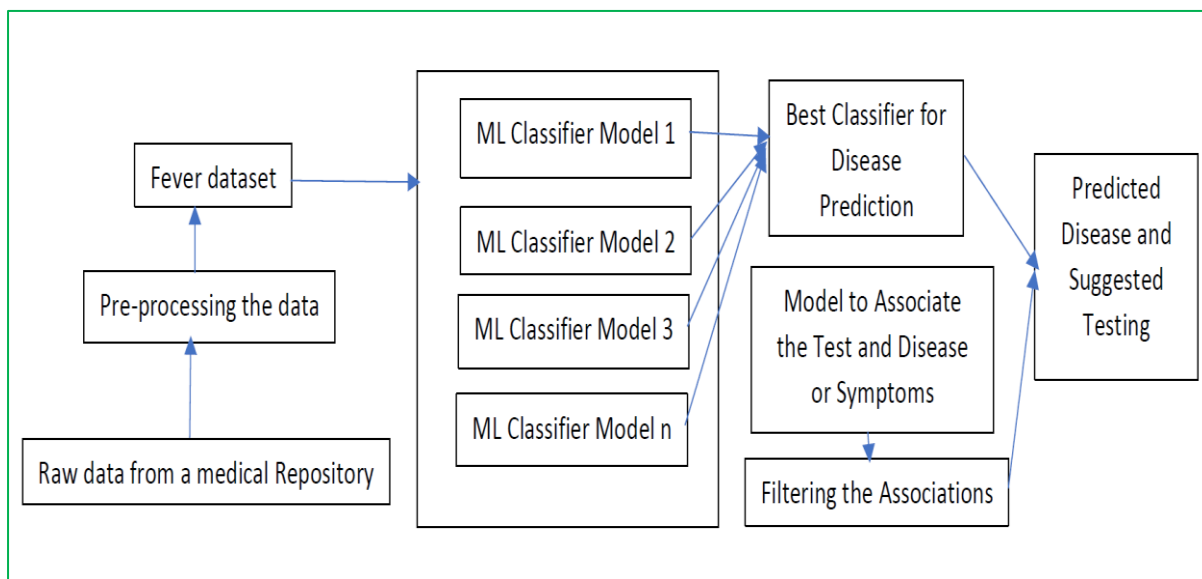 Raw data from a medical Repository
Pre-processing the data
Fever dataset
ML Classifier Model 1
ML Classifier Model 2
ML Classifier Model 3
ML Classifier Model n
Best Classifier for
Disease
Prediction
Model to Associate
the Test and Disease
or Symptoms
Filtering the Associations
Predicted
Disease and
Suggested
Testing